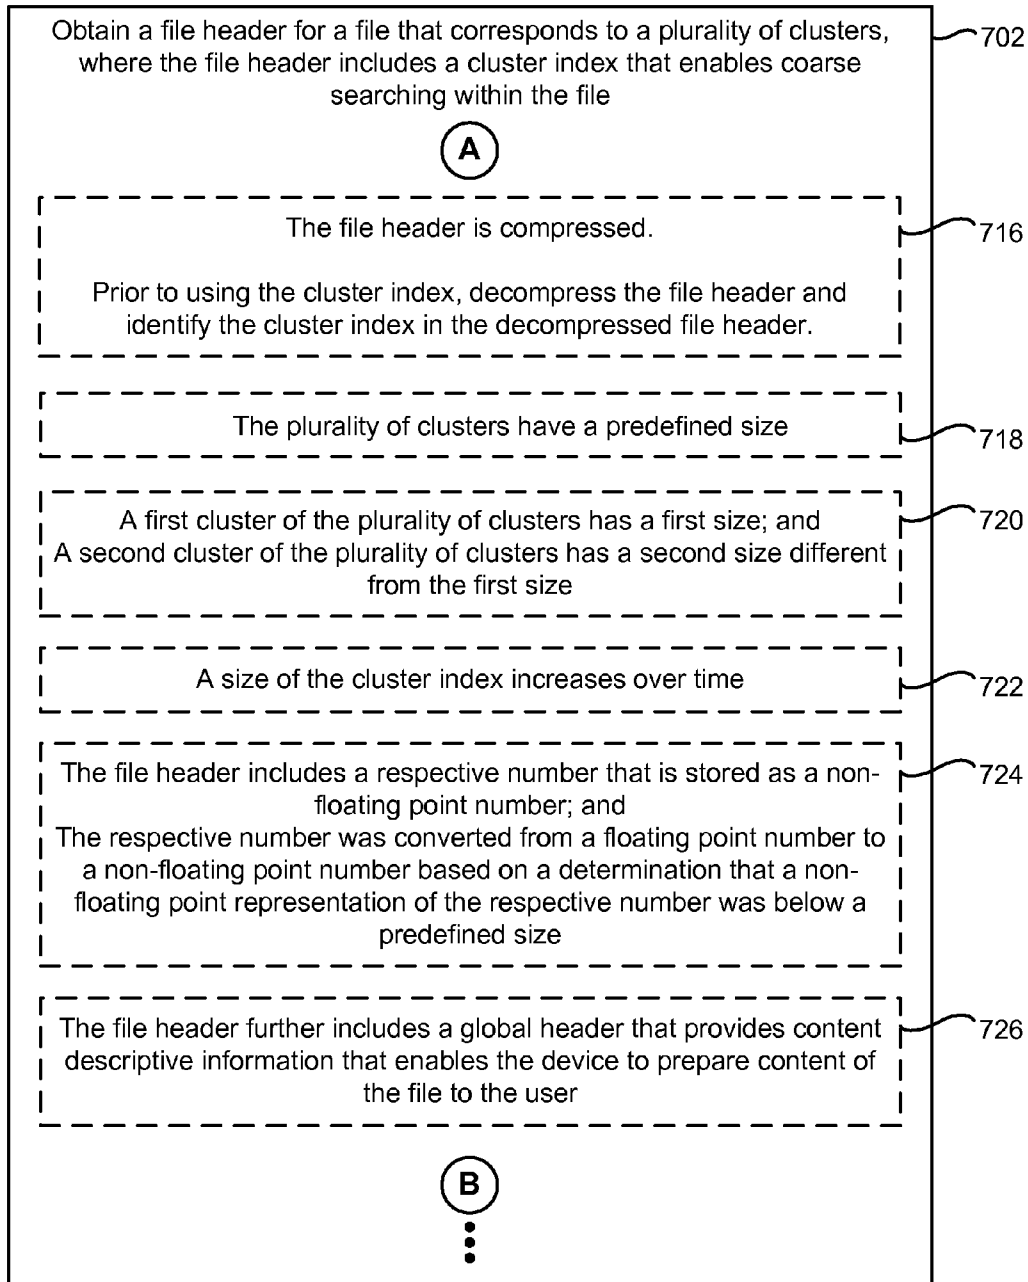 Obtain a file header for a file that corresponds to a plurality of clusters,
where the file header includes a cluster index that enables coarse
searching within the file
702
A
The file header is compressed.
716
Prior to using the cluster index, decompress the file header and
identify the cluster index in the decompressed file header.
The plurality of clusters have a predefined size
718
A first cluster of the plurality of clusters has a first size; and
720
A second cluster of the plurality of clusters has a second size different
from the first size
A size of the cluster index increases over time
722
The file header includes a respective number that is stored as a non-
724
floating point number; and
The respective number was converted from a floating point number to
a non-floating point number based on a determination that a non-
floating point representation of the respective number was below a
predefined size
The file header further includes a global header that provides content
726
descriptive information that enables the device to prepare content of
the file to the user
B